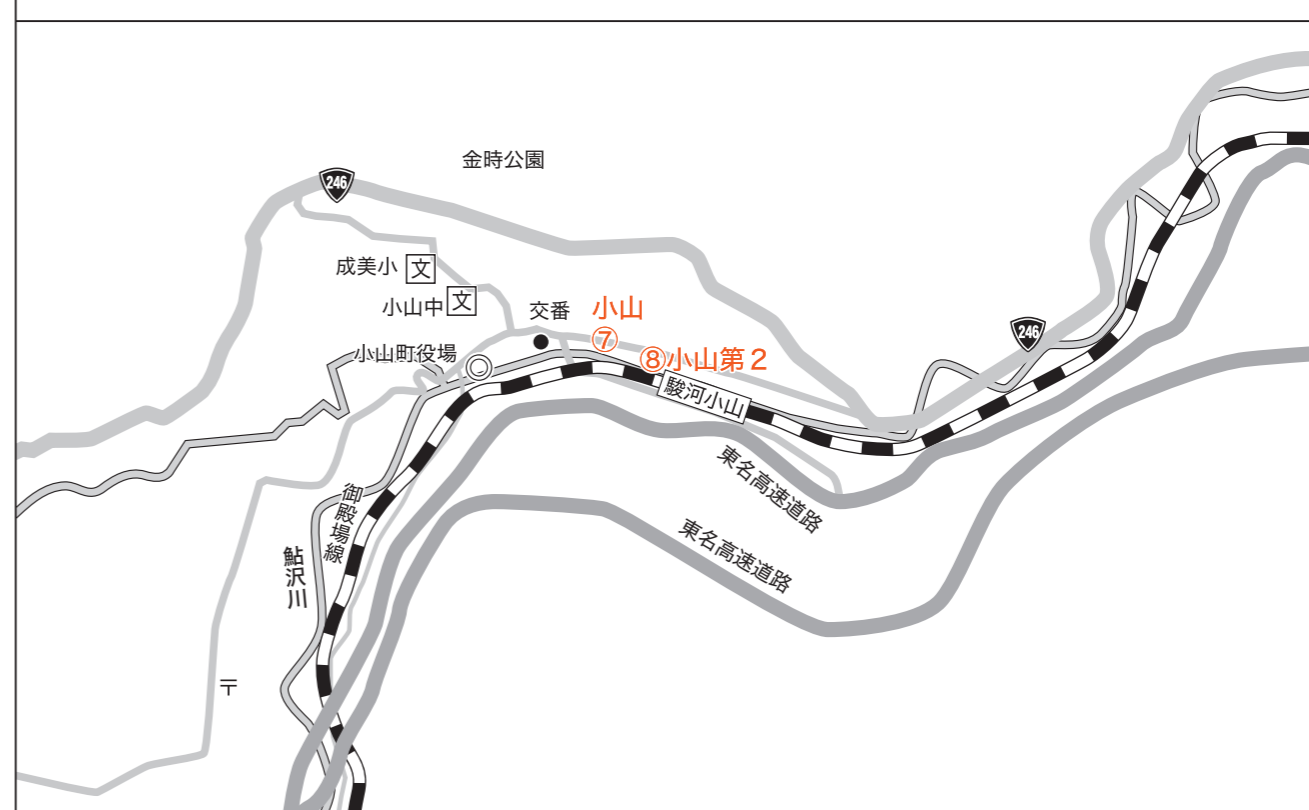 金時公園
246
成美小 文
小山中 文
交番
小山
⑦
⑧小山第2
小山町役場
駿河小山
246
東名高速道路
東名高速道路
御殿場線
鮎沢川
〒